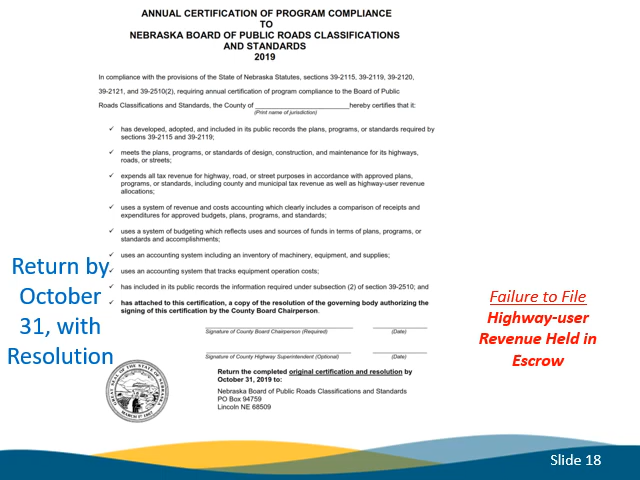 ANNUAL CERTIFICATION OF PROGRAM COMPLIANCE
TO
NEBRASKA BOARD OF PUBLIC ROADS CLASSIFICATIONS
AND STANDARDS
2019
In compliance with the provisions of the State of Nebraska Statutes, sections 39-2115, 39-2119, 39-2120,
39-2121, and 39-2510(2), requiring annual certification of program compliance to the Board of Public
Roads Classifications and Standards, the County of ________________________hereby certifies that it:
(Print name of jurisdiction)
✓ has developed, adopted, and included in its public records the plans, programs, or standards required by
sections 39-2115 and 39-2119;
✓ meets the plans, programs, or standards of design, construction, and maintenance for its highways,
roads, or streets;
✓ expends all tax revenue for highway, road, or street purposes in accordance with approved plans,
programs, or standards, including county and municipal tax revenue as well as highway-user revenue
allocations;
✓ uses a system of revenue and costs accounting which clearly includes a comparison of receipts and
expenditures for approved budgets, plans, programs, and standards;
✓ uses a system of budgeting which reflects uses and sources of funds in terms of plans, programs, or
standards and accomplishments;
✓ uses an accounting system including an inventory of machinery, equipment, and supplies;
✓ uses an accounting system that tracks equipment operation costs;
✓ has included in its public records the information required under subsection (2) of section 39-2510; and
✓ has attached to this certification, a copy of the resolution of the governing body authorizing the
signing of this certification by the County Board Chairperson.
Signature of County Board Chairperson (Required) (Date)
Signature of County Highway Superintendent (Optional) (Date)
Return the completed original certification and resolution by
October 31, 2019 to:
Nebraska Board of Public Roads Classifications and Standards
PO Box 94759
Lincoln NE 68509
Return by
October
31, with
Resolution
Failure to File
Highway-user
Revenue Held in
Escrow
Slide 18